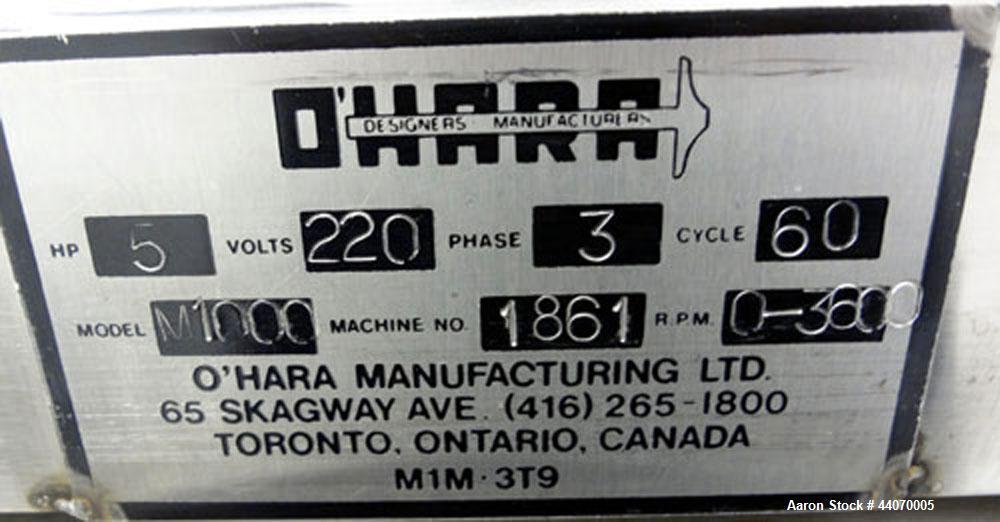 O'HARA
DESIGNERS MANUFACTURERS
HP 5 VOLTS 220 PHASE 3 CYCLE 60
MODEL M1000 MACHINE NO. 1861 R.P.M. 0-3600
O'HARA MANUFACTURING LTD.
65 SKAGWAY AVE. (416) 265-1800
TORONTO, ONTARIO, CANADA
M1M·3T9
Aaron Stock # 44070005